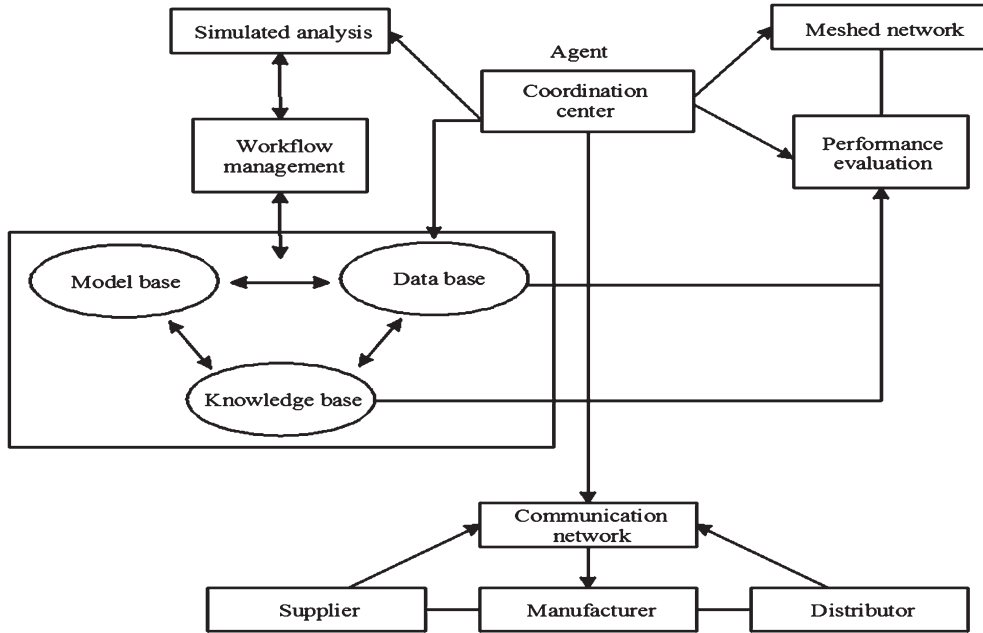 Simulated analysis
Meshed network
Agent
Coordination
center
Workflow
management
Performance
evaluation
Model base
Data base
Knowledge base
Communication
network
Supplier
Manufacturer
Distributor